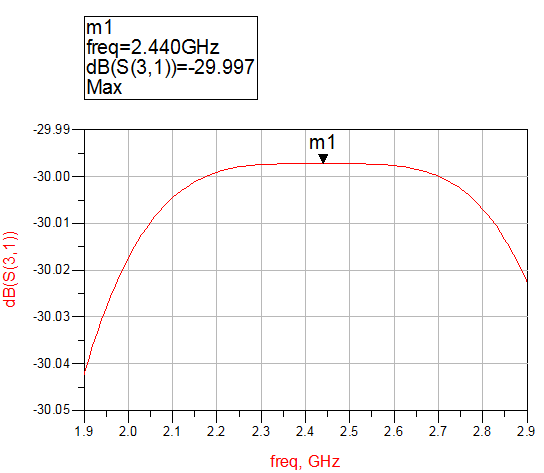 m1
freq=2.440GHz
dB(S(3,1))=-29.997
Max
-29.99
m1
-30.00
-30.01
-30.02
-30.03
-30.04
-30.05
dB(S(3,1))
1.9 2.0 2.1 2.2 2.3 2.4 2.5 2.6 2.7 2.8 2.9
freq, GHz